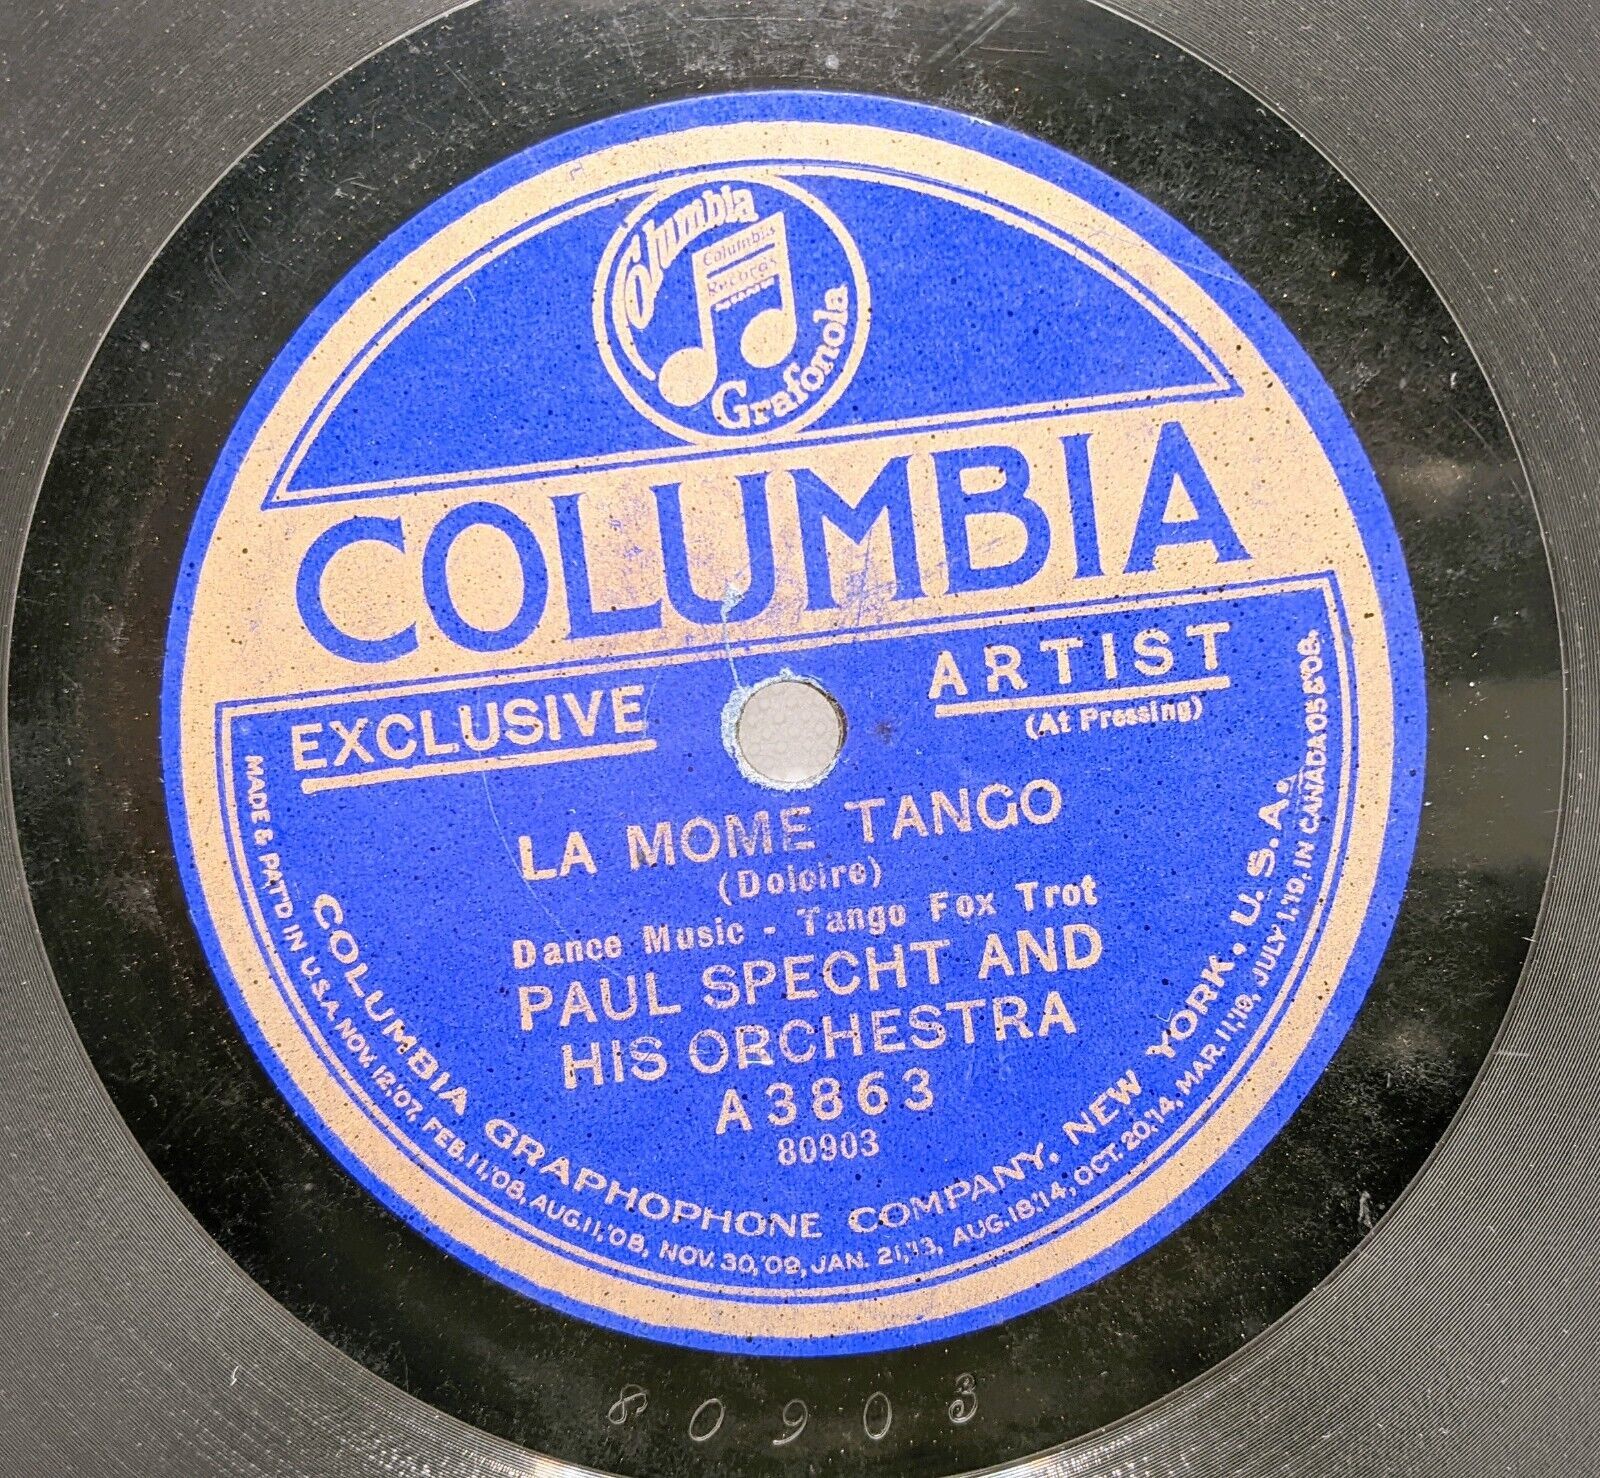 Columbia
Columbia
Records
Grafonola
COLUMBIA
EXCLUSIVE ARTIST
(At Pressing)
LA MOME TANGO
(Doloire)
Dance Music - Tango Fox Trot
PAUL SPECHT AND
HIS ORCHESTRA
A3863
80903
COLUMBIA GRAPHOPHONE COMPANY, NEW YORK, U.S.A.
MADE & PAT'D IN U.S.A. NOV. 12,'07, FEB. 11,'08, AUG. 11,'08, NOV. 30,'09, JAN. 21,'13, AUG. 18,'14, OCT. 20,'14, MAR. 11,'19, JULY 1,'19, IN CANADA 05 & '08.
80903